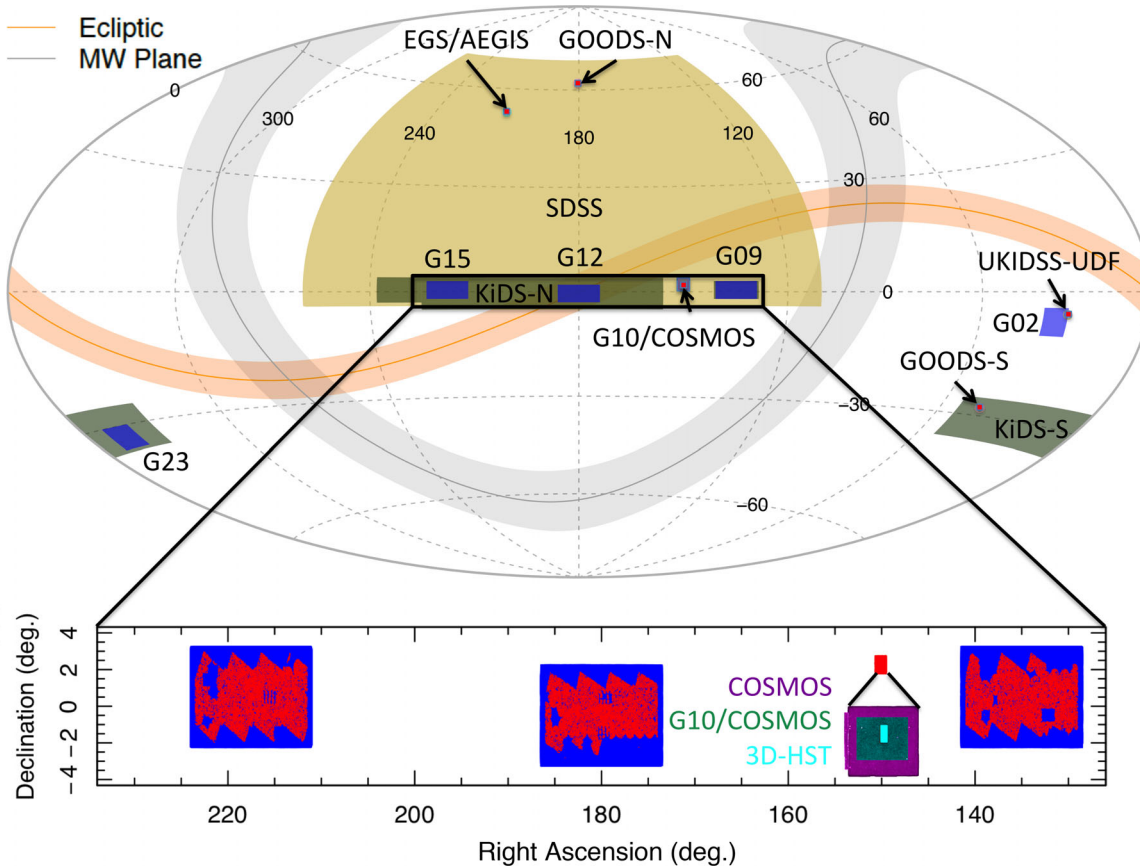 Ecliptic
MW Plane
EGS/AEGIS
GOODS-N
0
300
240
180
120
60
60
30
SDSS
G15
G12
G09
KiDS-N
0
G10/COSMOS
UKIDSS-UDF
G02
GOODS-S
−30
KiDS-S
G23
−60
Declination (deg.)
4
2
0
−2
−4
COSMOS
G10/COSMOS
3D-HST
220
200
180
160
140
Right Ascension (deg.)